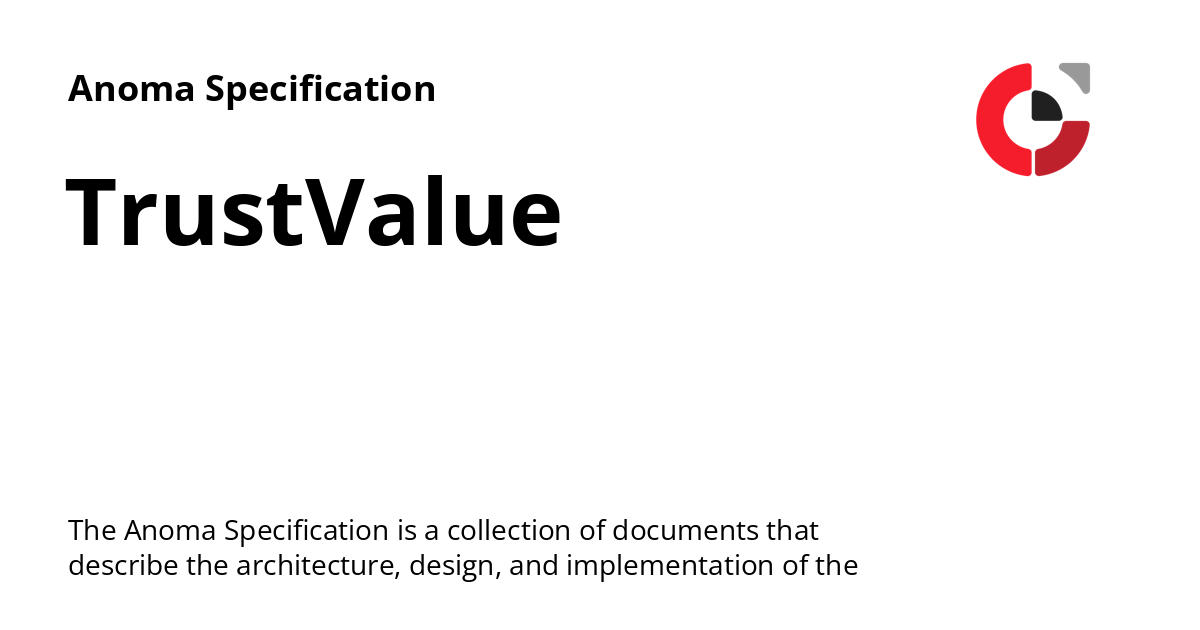 Anoma Specification
TrustValue
The Anoma Specification is a collection of documents that
describe the architecture, design, and implementation of the